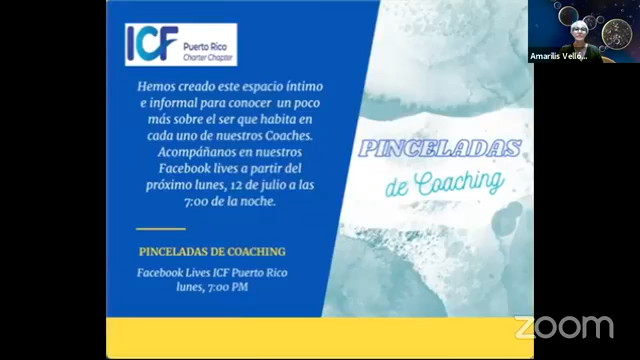 ICF
Puerto Rico
Charter Chapter
Hemos creado este espacio íntimo
e informal para conocer un poco
más sobre el ser que habita en
cada uno de nuestros Coaches.
Acompáñanos en nuestros
Facebook lives a partir del
próximo lunes, 12 de julio a las
7:00 de la noche.
PINCELADAS DE COACHING
Facebook Lives ICF Puerto Rico
lunes, 7:00 PM
PINCELADAS
de Coaching
Amarilis Velló...
zoom